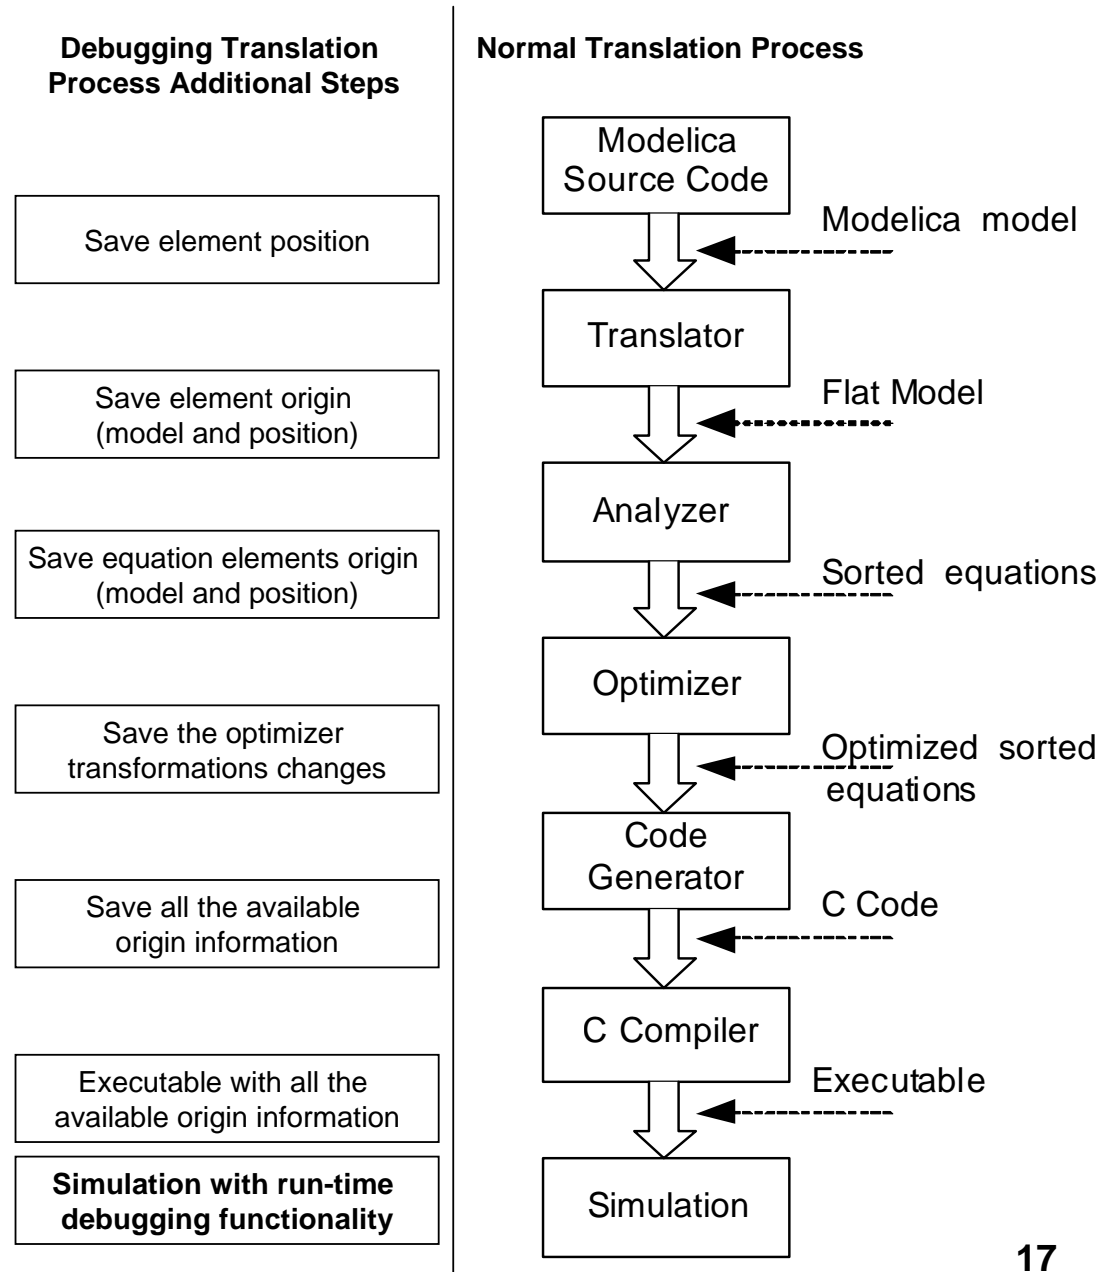 Debugging Translation
Process Additional Steps
Save element position
Save element origin
(model and position)
Save equation elements origin
(model and position)
Save the optimizer
transformations changes
Save all the available
origin information
Executable with all the
available origin information
Simulation with run-time
debugging functionality
Normal Translation Process
Modelica
Source Code
Modelica model
Translator
Flat Model
Analyzer
Sorted equations
Optimizer
Optimized sorted
equations
Code
Generator
C Code
C Compiler
Executable
Simulation
17